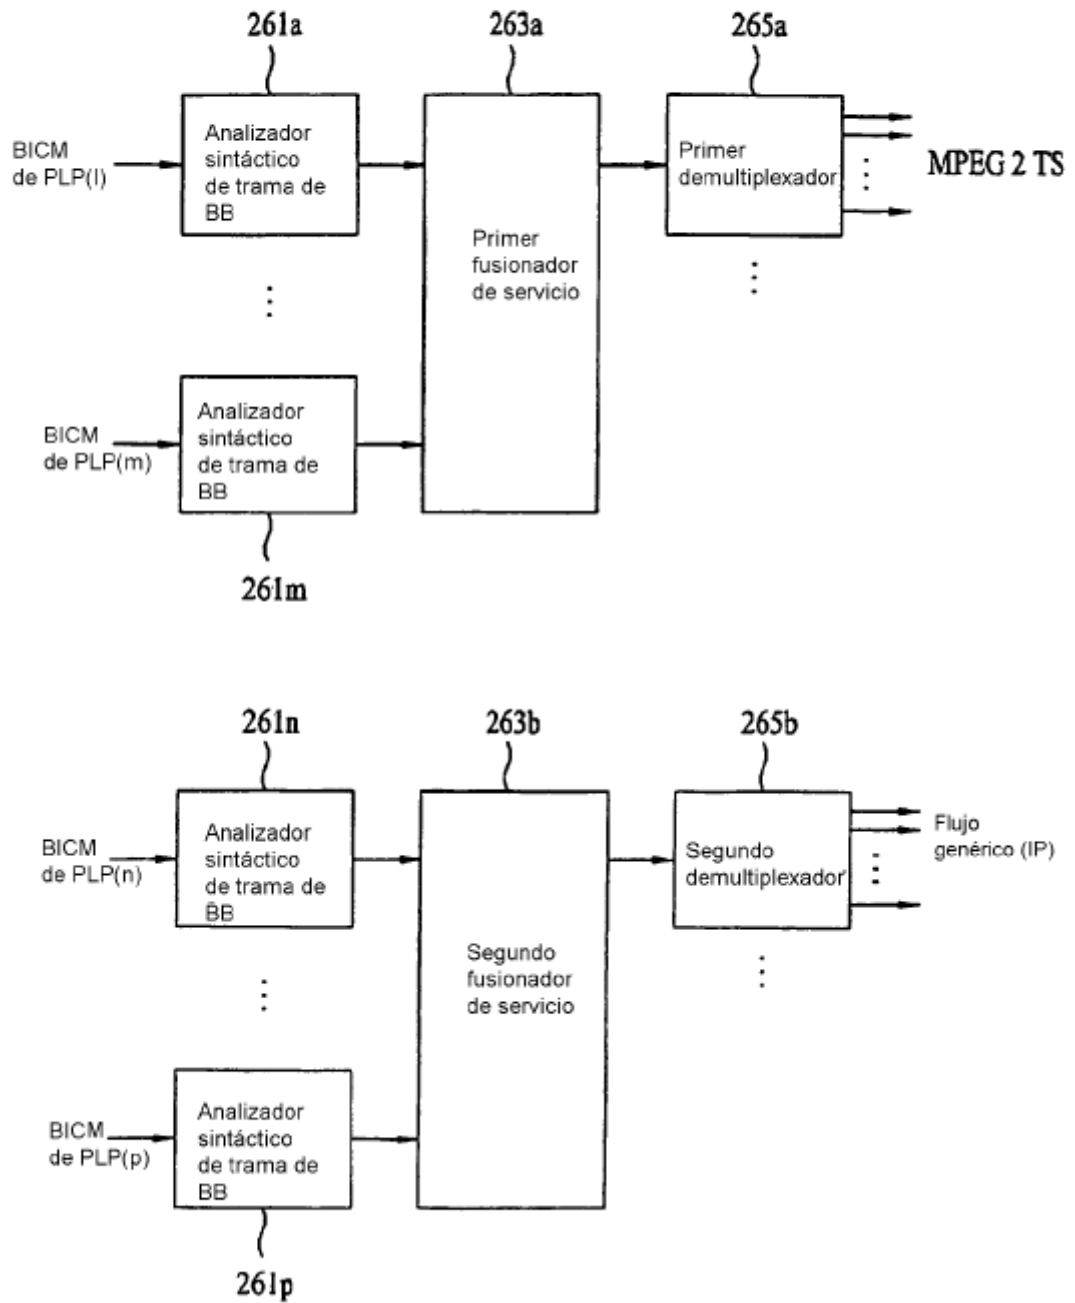 261a
263a
265a
BICM
de PLP(l)
Analizador
sintáctico
de trama de
BB
Primer
fusionador
de servicio
Primer
demultiplexador
MPEG 2 TS
BICM
de PLP(m)
Analizador
sintáctico
de trama de
BB
261m
261n
263b
265b
BICM
de PLP(n)
Analizador
sintáctico
de trama de
BB
Segundo
fusionador
de servicio
Segundo
demultiplexador
Flujo
genérico (IP)
BICM
de PLP(p)
Analizador
sintáctico
de trama de
BB
261p